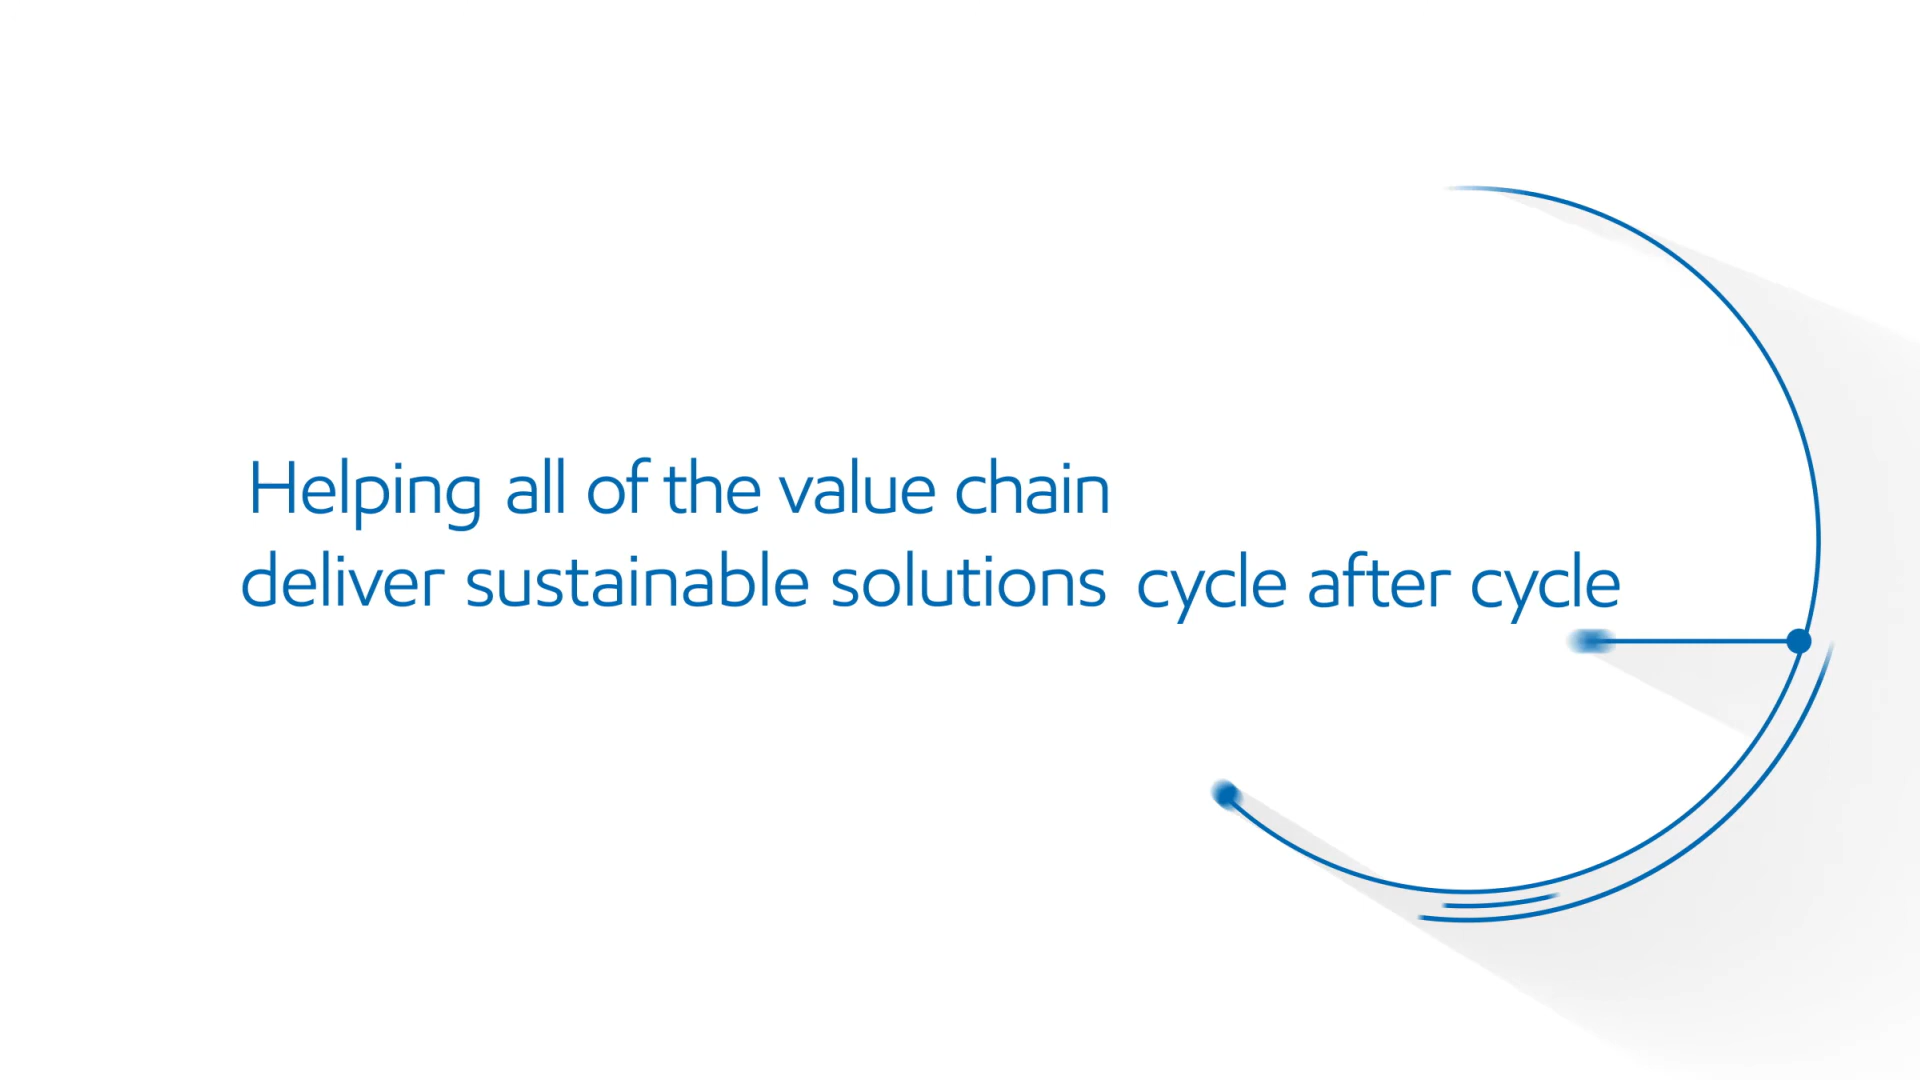 Helping all of the value chain
deliver sustainable solutions cycle after cycle